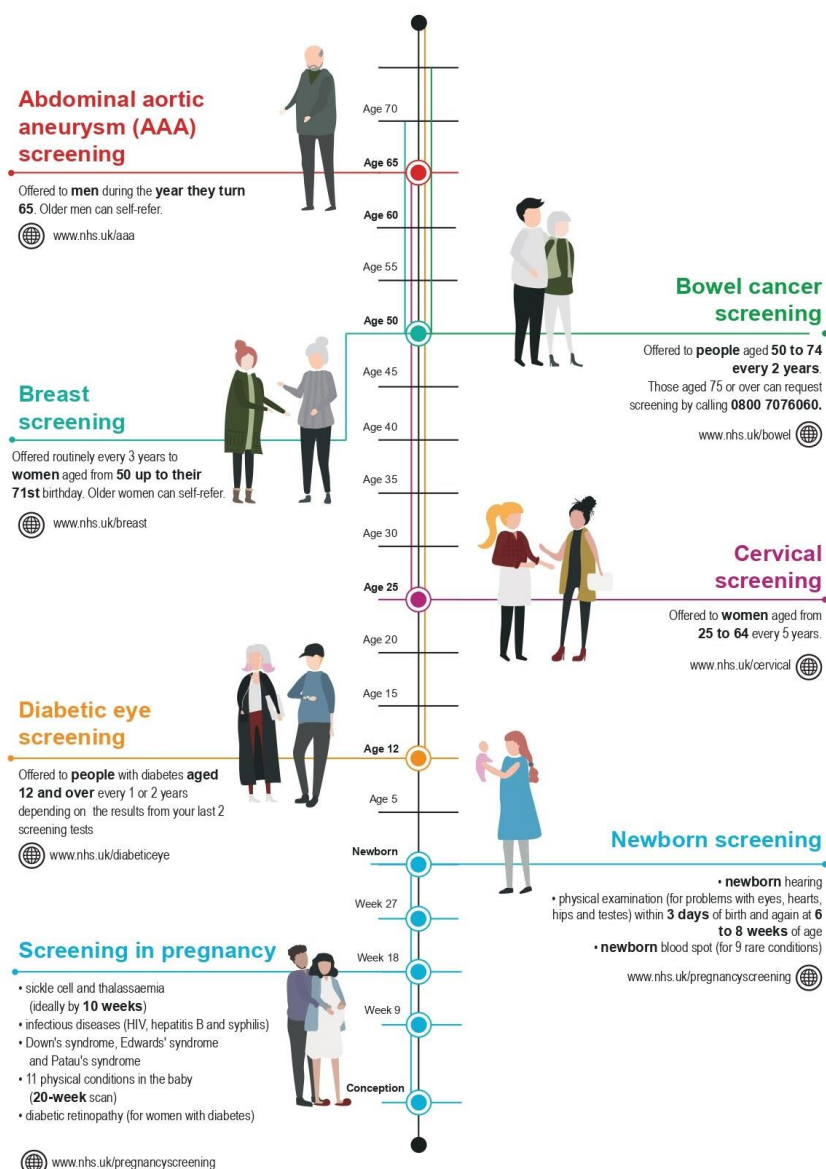 Abdominal aortic
aneurysm (AAA)
screening
Offered to men during the year they turn
65. Older men can self-refer.
www.nhs.uk/aaa
Age 70
Age 65
Age 60
Age 55
Age 50
Age 45
Age 40
Age 35
Age 30
Age 25
Age 20
Age 15
Age 12
Age 5
Newborn
Week 27
Week 18
Week 9
Conception
Bowel cancer
screening
Offered to people aged 50 to 74
every 2 years.
Those aged 75 or over can request
screening by calling 0800 7076060.
www.nhs.uk/bowel
Breast
screening
Offered routinely every 3 years to
women aged from 50 up to their
71st birthday. Older women can self-refer.
www.nhs.uk/breast
Cervical
screening
Offered to women aged from
25 to 64 every 5 years.
www.nhs.uk/cervical
Diabetic eye
screening
Offered to people with diabetes aged
12 and over every 1 or 2 years
depending on the results from your last 2
screening tests
www.nhs.uk/diabeticeye
Newborn screening
• newborn hearing
• physical examination (for problems with eyes, hearts,
hips and testes) within 3 days of birth and again at 6
to 8 weeks of age
• newborn blood spot (for 9 rare conditions)
www.nhs.uk/pregnancyscreening
Screening in pregnancy
• sickle cell and thalassaemia
(ideally by 10 weeks)
• infectious diseases (HIV, hepatitis B and syphilis)
• Down's syndrome, Edwards' syndrome
and Patau's syndrome
• 11 physical conditions in the baby
(20-week scan)
• diabetic retinopathy (for women with diabetes)
www.nhs.uk/pregnancyscreening